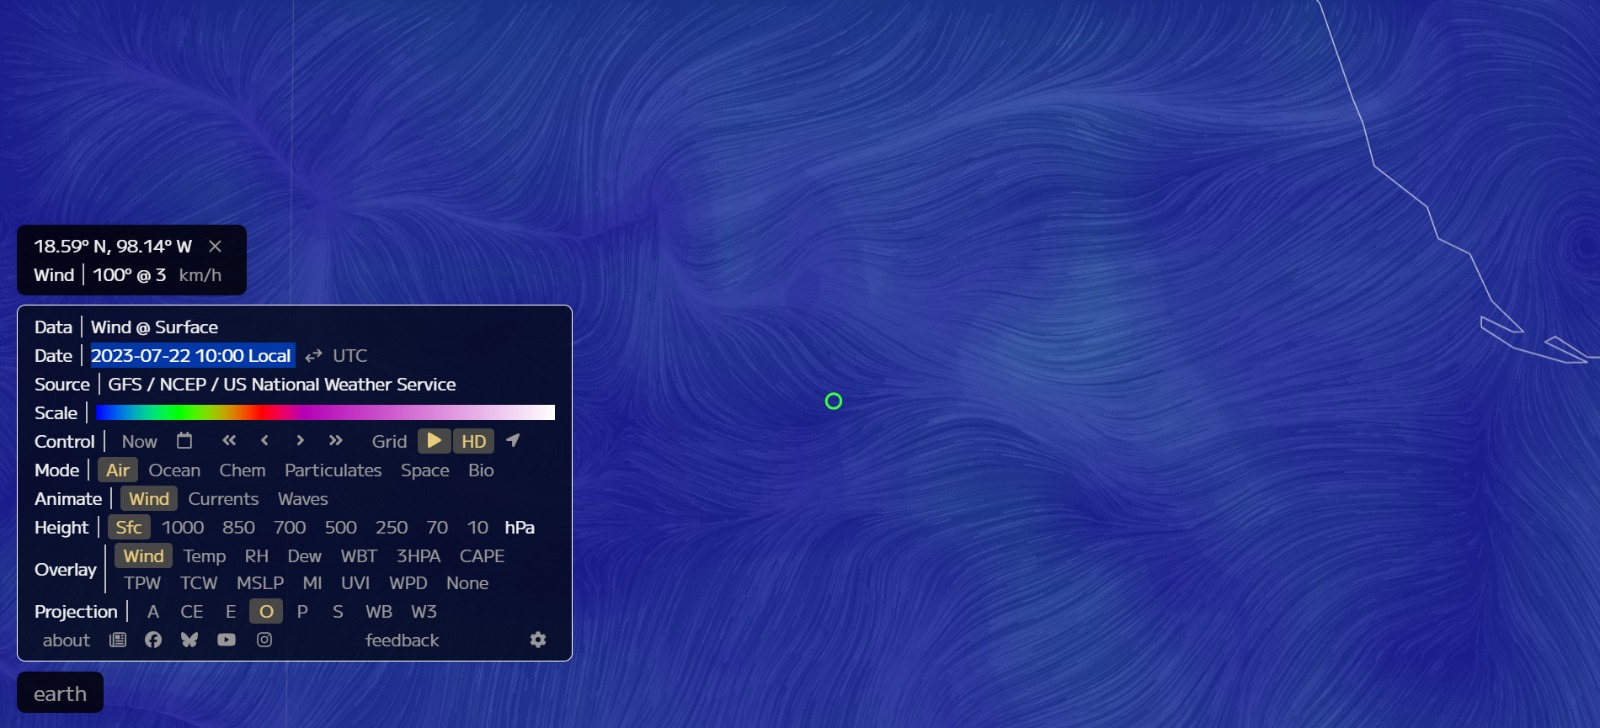 18.59° N, 98.14° W ×
Wind | 100° @ 3 km/h
Data | Wind @ Surface
Date | 2023-07-22 10:00 Local ⇄ UTC
Source | GFS / NCEP / US National Weather Service
Scale |
Control | Now « ‹ › » Grid HD
Mode | Air Ocean Chem Particulates Space Bio
Animate | Wind Currents Waves
Height | Sfc 1000 850 700 500 250 70 10 hPa
Overlay | Wind Temp RH Dew WBT 3HPA CAPE
TPW TCW MSLP MI UVI WPD None
Projection | A CE E O P S WB W3
about feedback
earth